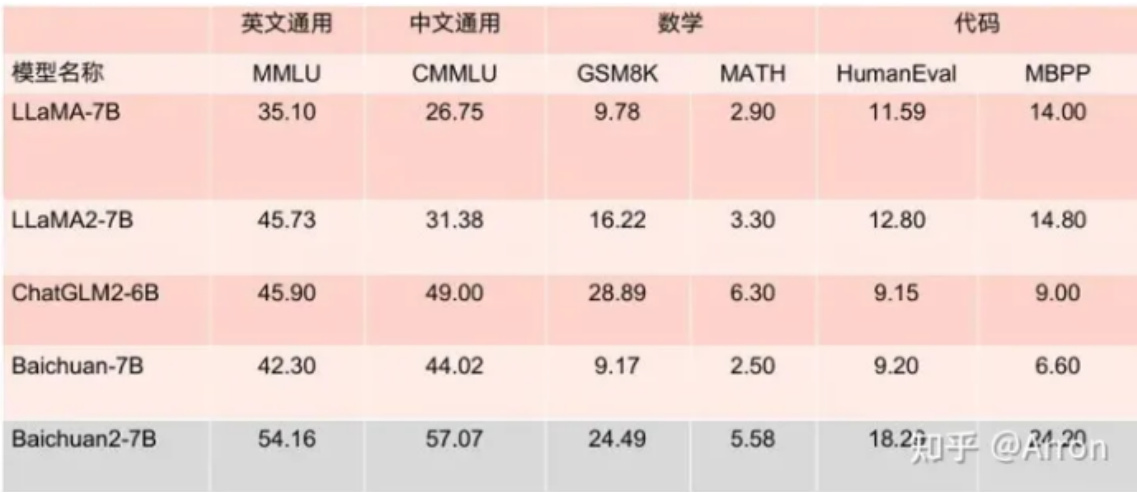 英文通用 中文通用 数学 代码
模型名称 MMLU CMMLU GSM8K MATH HumanEval MBPP
LLaMA-7B 35.10 26.75 9.78 2.90 11.59 14.00
LLaMA2-7B 45.73 31.38 16.22 3.30 12.80 14.80
ChatGLM2-6B 45.90 49.00 28.89 6.30 9.15 9.00
Baichuan-7B 42.30 44.02 9.17 2.50 9.20 6.60
Baichuan2-7B 54.16 57.07 24.49 5.58 24.20
知乎 @Arron